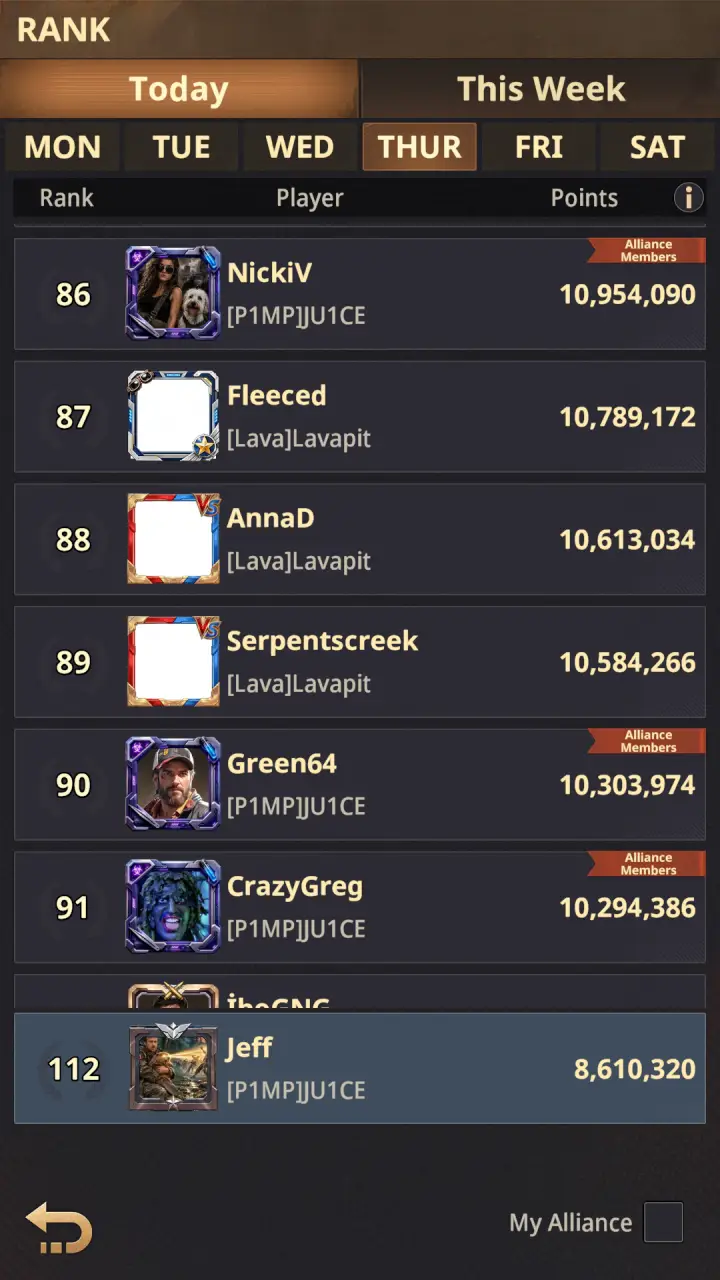 RANK
Today
This Week
MON
TUE
WED
THUR
FRI
SAT
Rank
Player
Points
Alliance
Members
86
NickiV
[P1MP]JU1CE
10,954,090
87
Fleeced
[Lava]Lavapit
10,789,172
88
AnnaD
[Lava]Lavapit
10,613,034
89
Serpentscreek
[Lava]Lavapit
10,584,266
Alliance
Members
90
Green64
[P1MP]JU1CE
10,303,974
Alliance
Members
91
CrazyGreg
[P1MP]JU1CE
10,294,386
112
Jeff
[P1MP]JU1CE
8,610,320
My Alliance